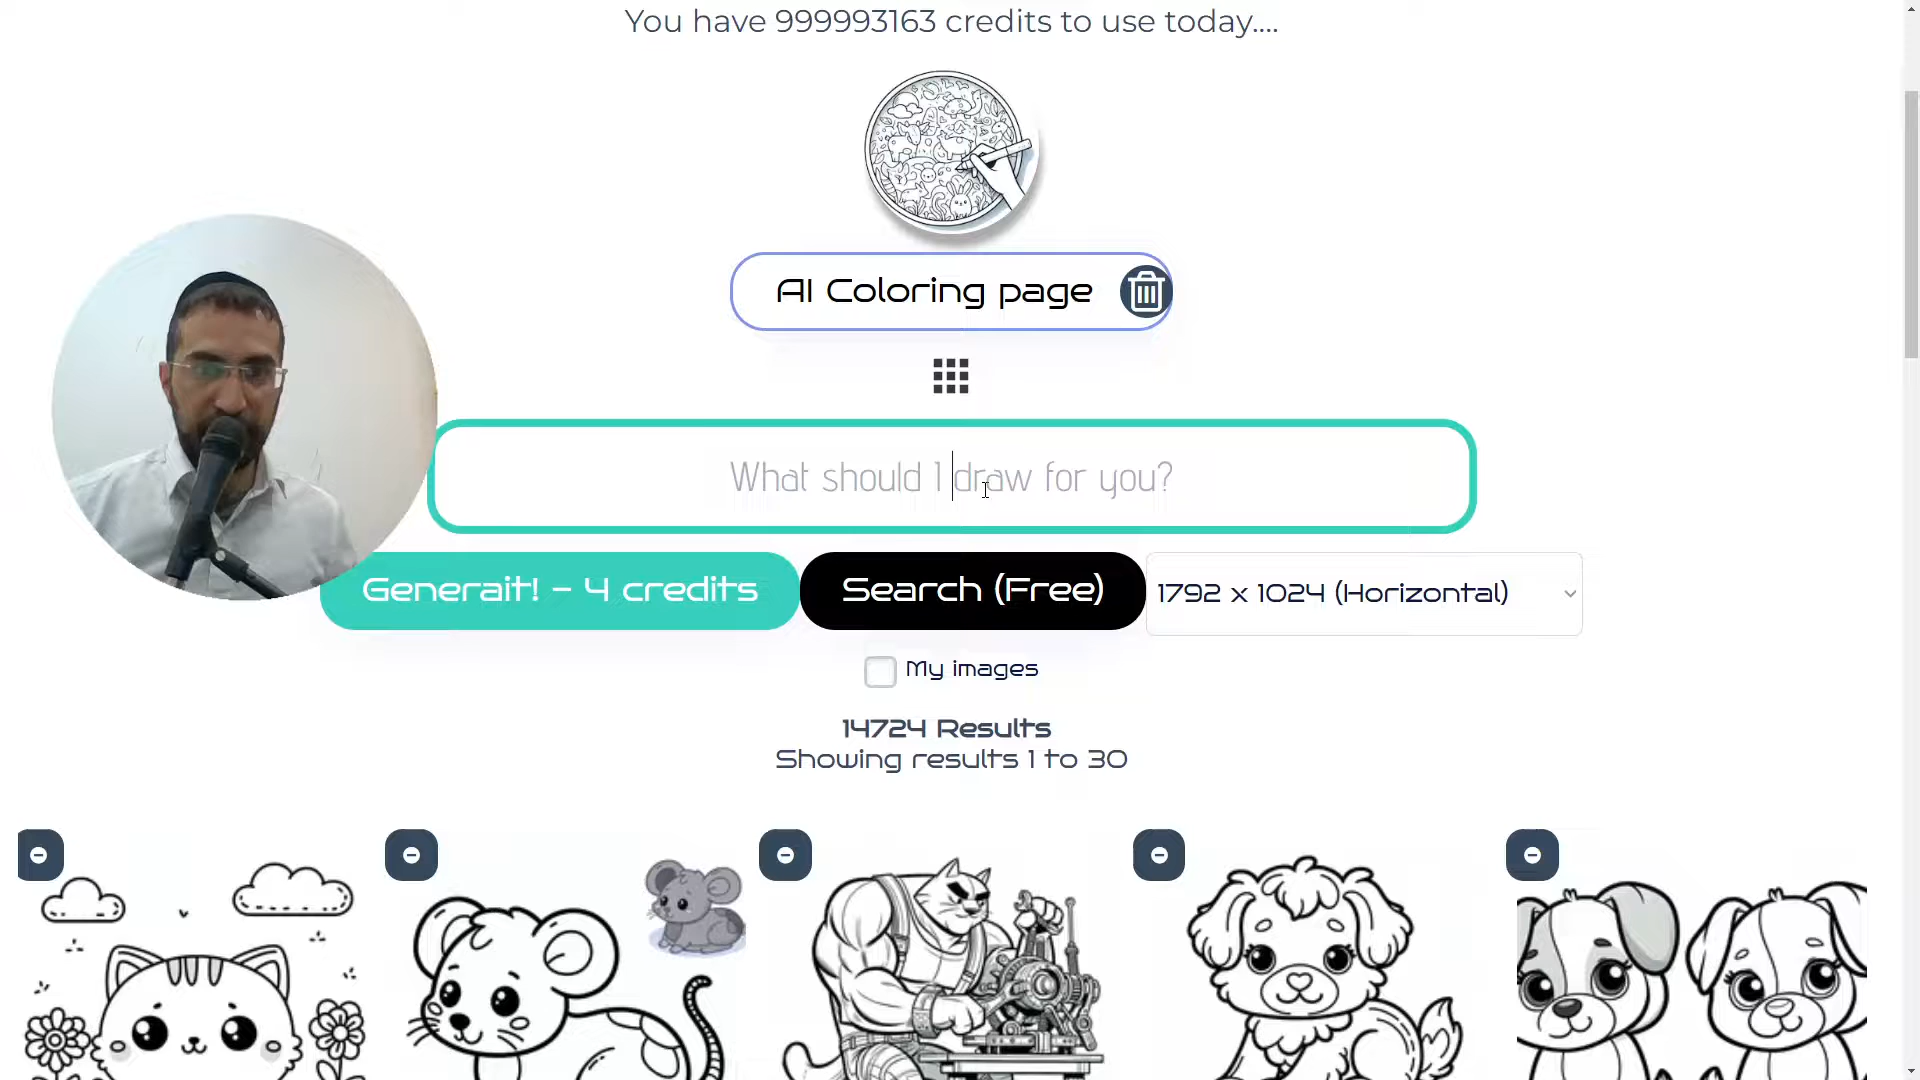 You have 999993163 credits to use today....
AI Coloring page
What should I draw for you?
Generait! - 4 credits
Search (Free)
1792 x 1024 (Horizontal)
My images
14724 Results
Showing results 1 to 30